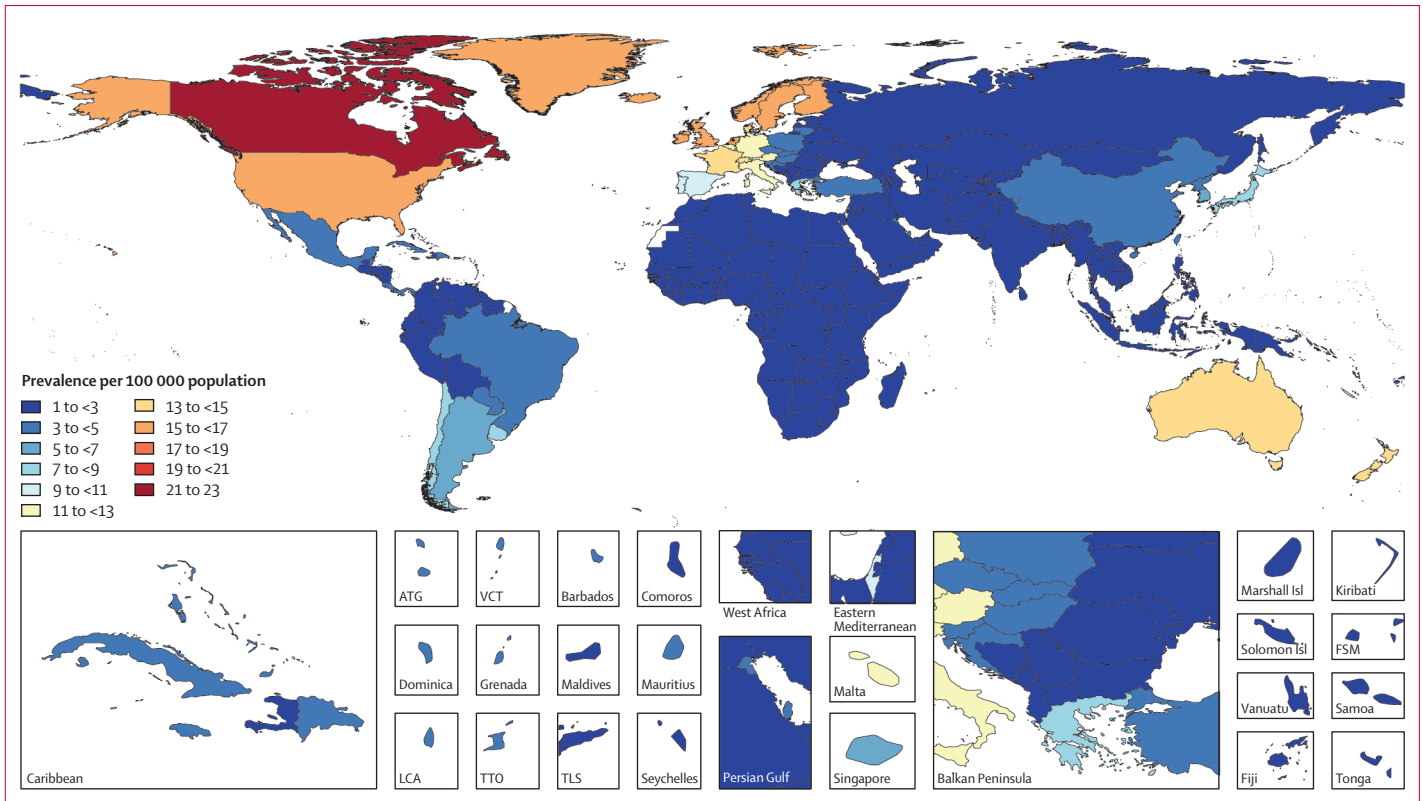 Prevalence per 100 000 population
1 to <3
3 to <5
5 to <7
7 to <9
9 to <11
11 to <13
13 to <15
15 to <17
17 to <19
19 to <21
21 to 23
Caribbean
ATG
VCT
Barbados
Comoros
Dominica
Grenada
Maldives
Mauritius
LCA
TTO
TLS
Seychelles
West Africa
Eastern
Mediterranean
Persian Gulf
Malta
Singapore
Balkan Peninsula
Marshall Isl
Kiribati
Solomon Isl
FSM
Vanuatu
Samoa
Fiji
Tonga